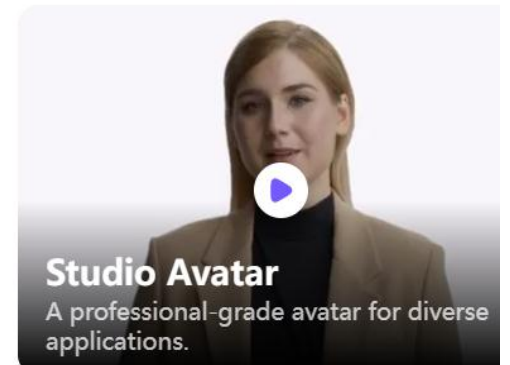 Studio Avatar
A professional-grade avatar for diverse
applications.